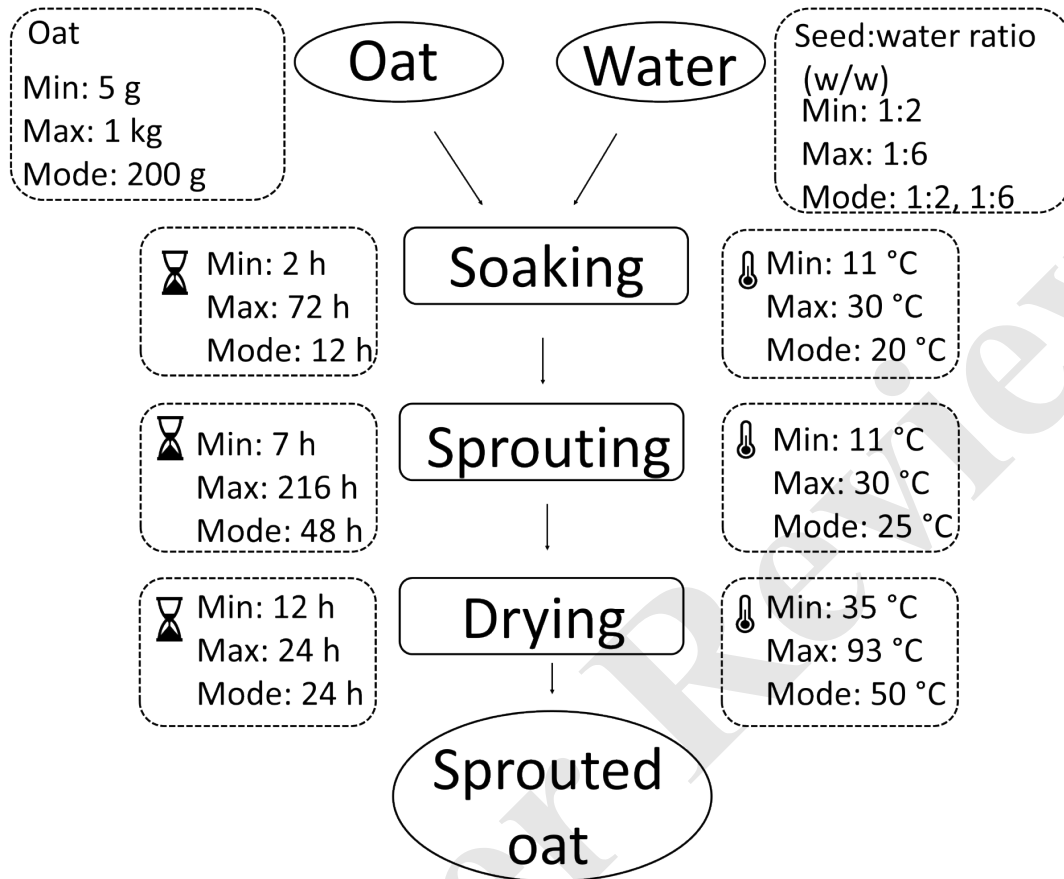 Oat
Min: 5 g
Max: 1 kg
Mode: 200 g
Oat
Water
Seed:water ratio
(w/w)
Min: 1:2
Max: 1:6
Mode: 1:2, 1:6
Min: 2 h
Max: 72 h
Mode: 12 h
Soaking
Min: 11 °C
Max: 30 °C
Mode: 20 °C
Min: 7 h
Max: 216 h
Mode: 48 h
Sprouting
Min: 11 °C
Max: 30 °C
Mode: 25 °C
Min: 12 h
Max: 24 h
Mode: 24 h
Drying
Min: 35 °C
Max: 93 °C
Mode: 50 °C
Sprouted
oat
r Review